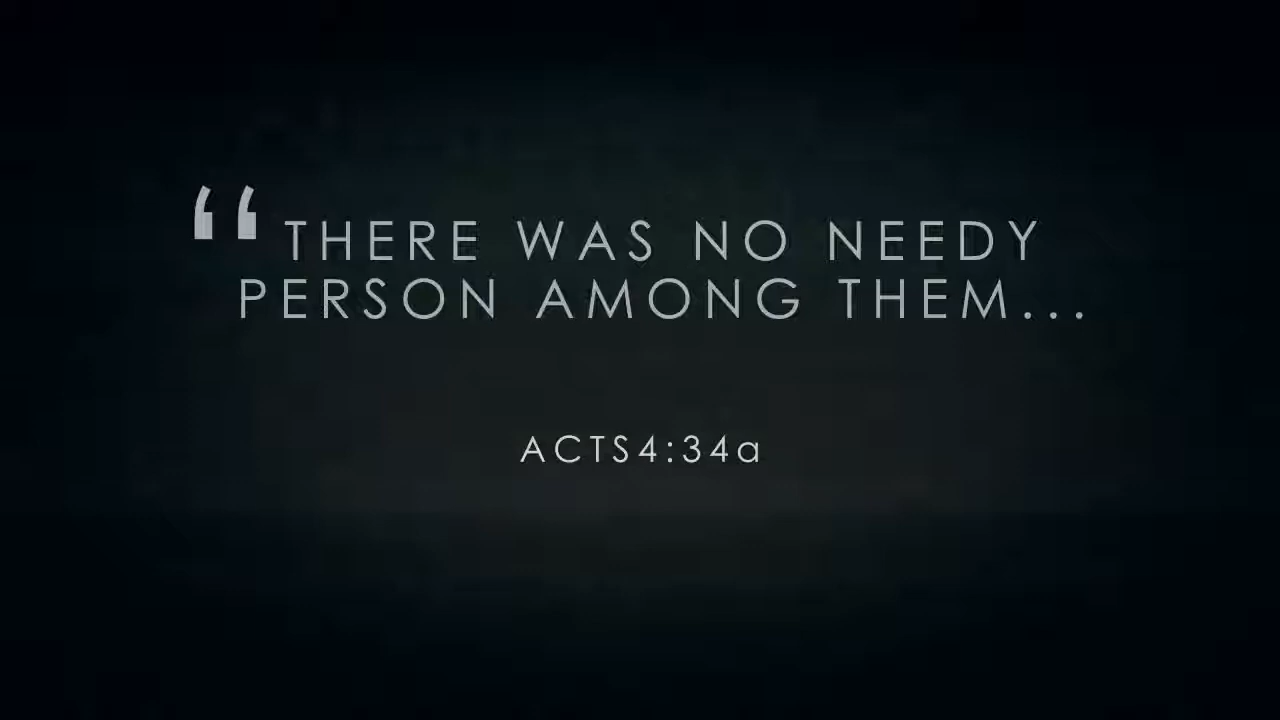 “ THERE WAS NO NEEDY
PERSON AMONG THEM...
ACTS4:34a